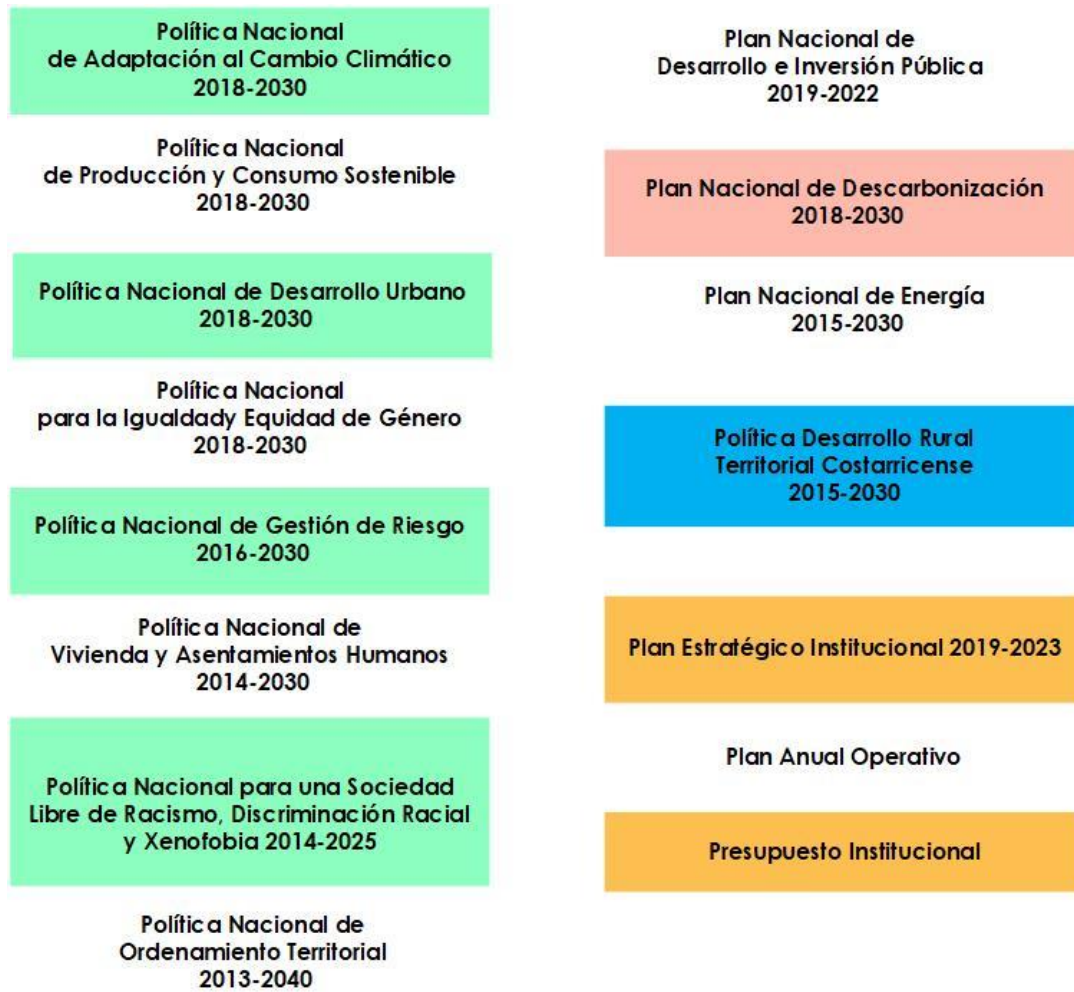 Política Nacional
de Adaptación al Cambio Climático
2018-2030
Política Nacional
de Producción y Consumo Sostenible
2018-2030
Política Nacional de Desarrollo Urbano
2018-2030
Política Nacional
para la Igualdady Equidad de Género
2018-2030
Política Nacional de Gestión de Riesgo
2016-2030
Política Nacional de
Vivienda y Asentamientos Humanos
2014-2030
Política Nacional para una Sociedad
Libre de Racismo, Discriminación Racial
y Xenofobia 2014-2025
Política Nacional de
Ordenamiento Territorial
2013-2040
Plan Nacional de
Desarrollo e Inversión Pública
2019-2022
Plan Nacional de Descarbonización
2018-2030
Plan Nacional de Energía
2015-2030
Política Desarrollo Rural
Territorial Costarricense
2015-2030
Plan Estratégico Institucional 2019-2023
Plan Anual Operativo
Presupuesto Institucional